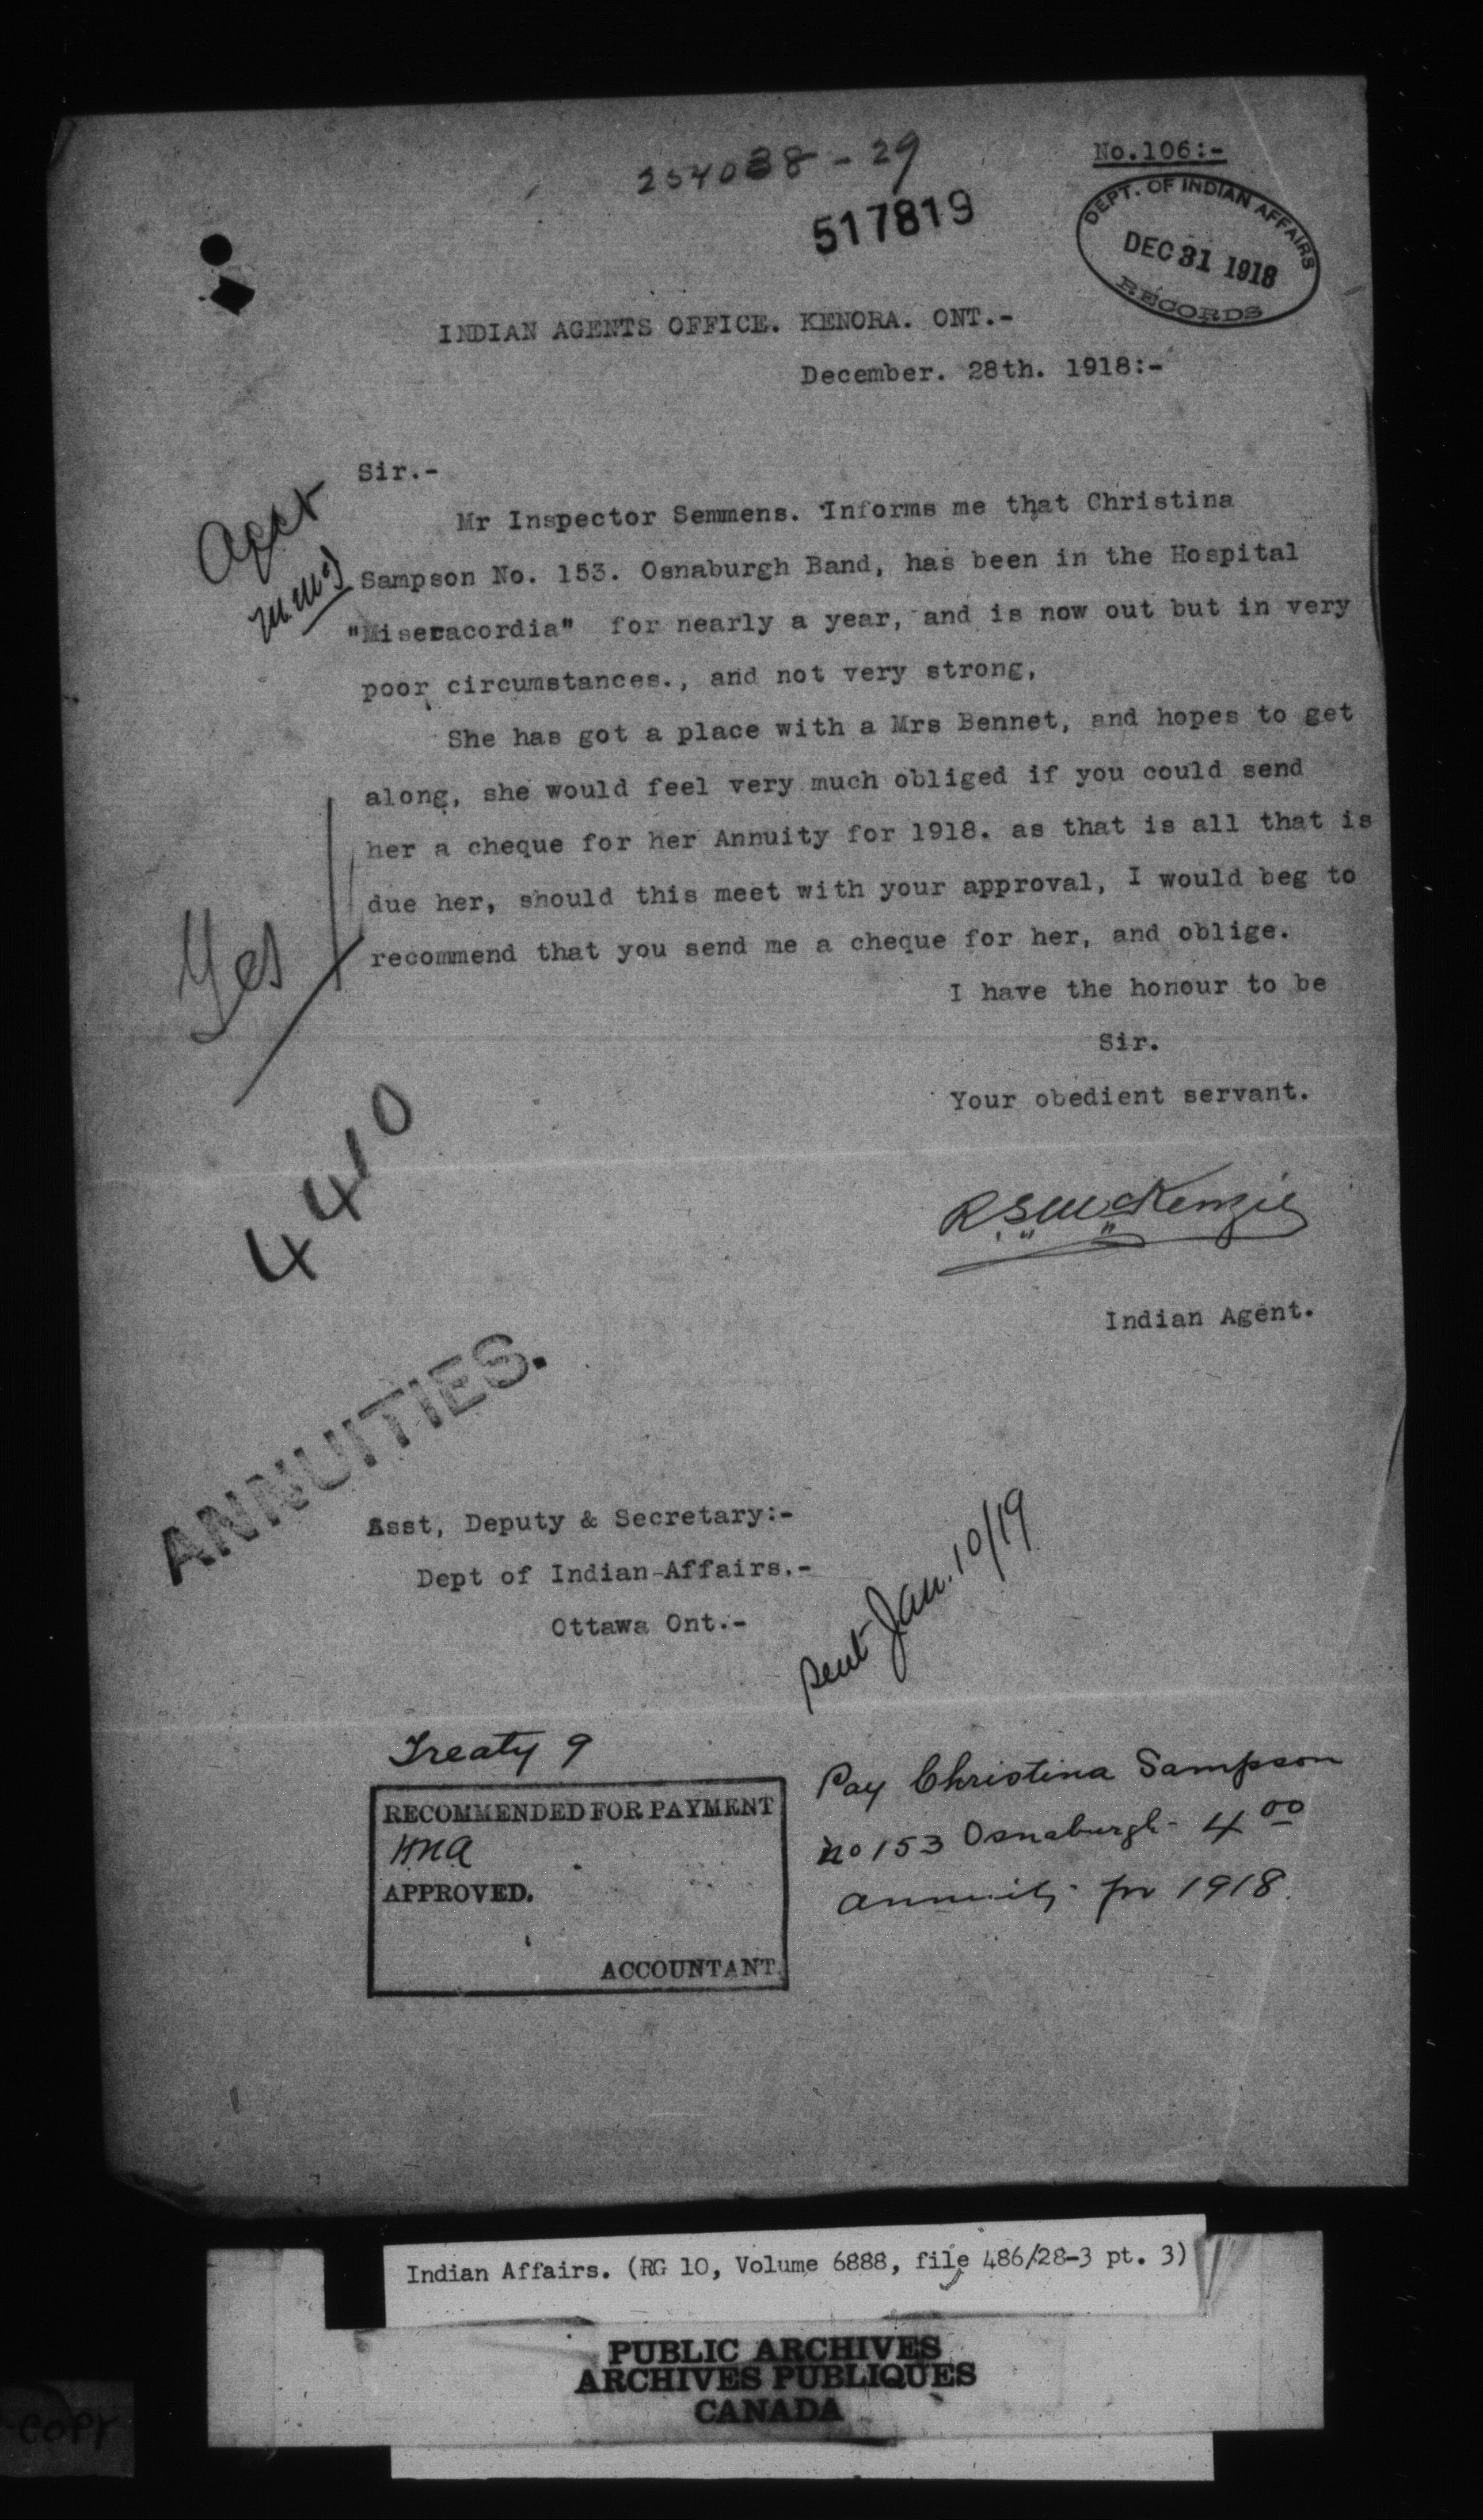 254038-29
No.106:-
517819
DEPT. OF INDIAN AFFAIRS
DEC 31 1918
RECORDS
INDIAN AGENTS OFFICE. KENORA. ONT.-
December. 28th. 1918:-
Sir.-
Acct
Mr Inspector Semmens. Informs me that Christina
Sampson No. 153. Osnaburgh Band, has been in the Hospital
"Miseracordia" for nearly a year, and is now out but in very
poor circumstances., and not very strong,
She has got a place with a Mrs Bennet, and hopes to get
along, she would feel very much obliged if you could send
her a cheque for her Annuity for 1918. as that is all that is
due her, should this meet with your approval, I would beg to
recommend that you send me a cheque for her, and oblige.
Yes
I have the honour to be
Sir.
Your obedient servant.
4410
R.S. McKenzie
Indian Agent.
ANNUITIES.
Asst, Deputy & Secretary:-
Dept of Indian-Affairs.-
Ottawa Ont.-
Sent Jan. 10/19
Treaty 9
RECOMMENDED FOR PAYMENT
APPROVED.
ACCOUNTANT.
Pay Christina Sampson
No 153 Osnaburgh- 4 00
annuity for 1918.
Indian Affairs. (RG 10, Volume 6888, file 486/28-3 pt. 3)
PUBLIC ARCHIVES
ARCHIVES PUBLIQUES
CANADA
COPY